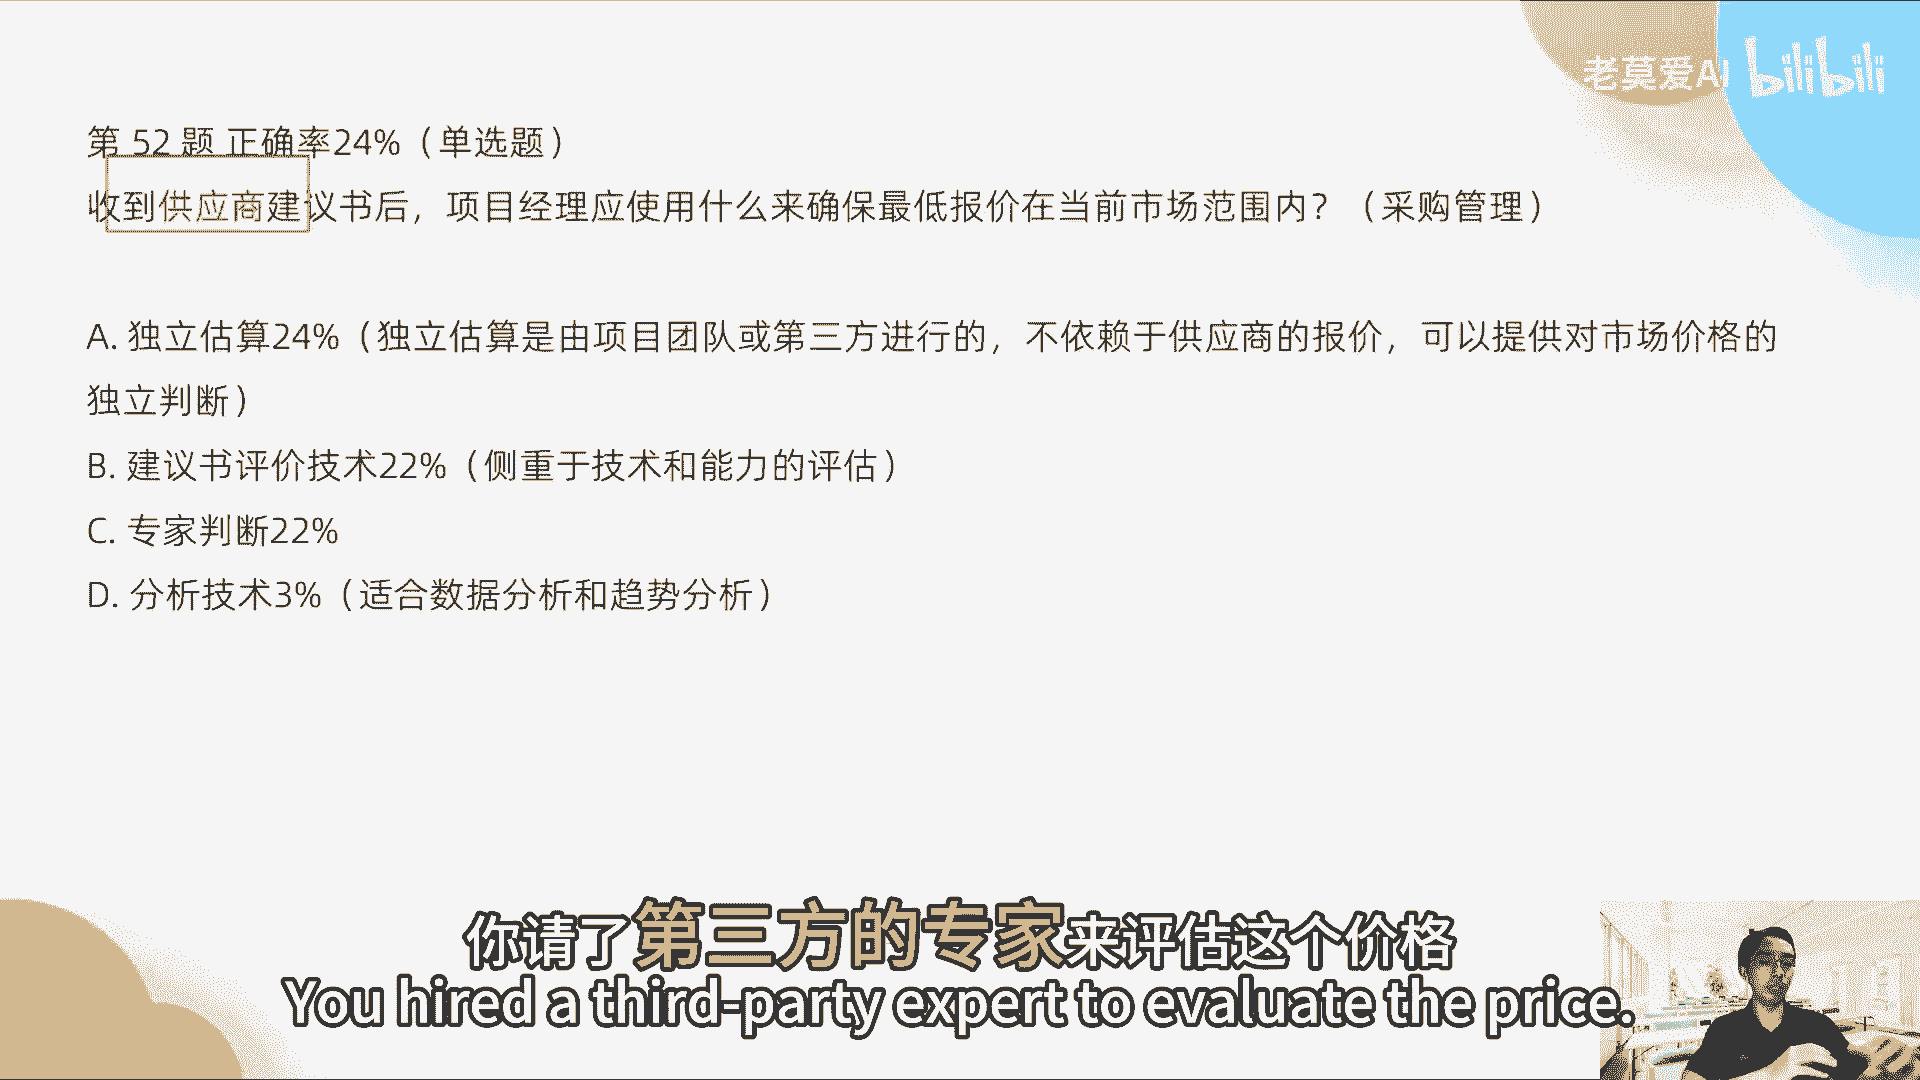 老莫爱AI bilibili
第 52 题 正确率24%（单选题）
收到供应商建议书后，项目经理应使用什么来确保最低报价在当前市场范围内？（采购管理）
A. 独立估算24%（独立估算是由项目团队或第三方进行的，不依赖于供应商的报价，可以提供对市场价格的
独立判断）
B. 建议书评价技术22%（侧重于技术和能力的评估）
C. 专家判断22%
D. 分析技术3%（适合数据分析和趋势分析）
你请了第三方的专家来评估这个价格
You hired a third-party expert to evaluate the price.